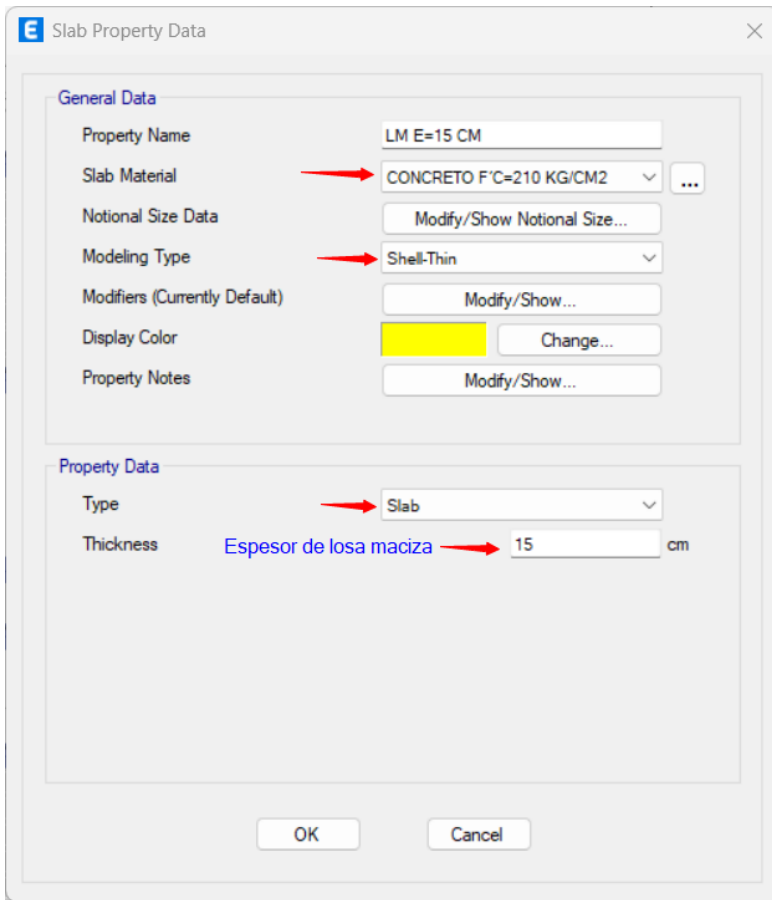 E Slab Property Data
General Data
Property Name LM E=15 CM
Slab Material CONCRETO F'C=210 KG/CM2 ...
Notional Size Data Modify/Show Notional Size...
Modeling Type Shell-Thin
Modifiers (Currently Default) Modify/Show...
Display Color Change...
Property Notes Modify/Show...
Property Data
Type Slab
Thickness Espesor de losa maciza 15 cm
OK Cancel